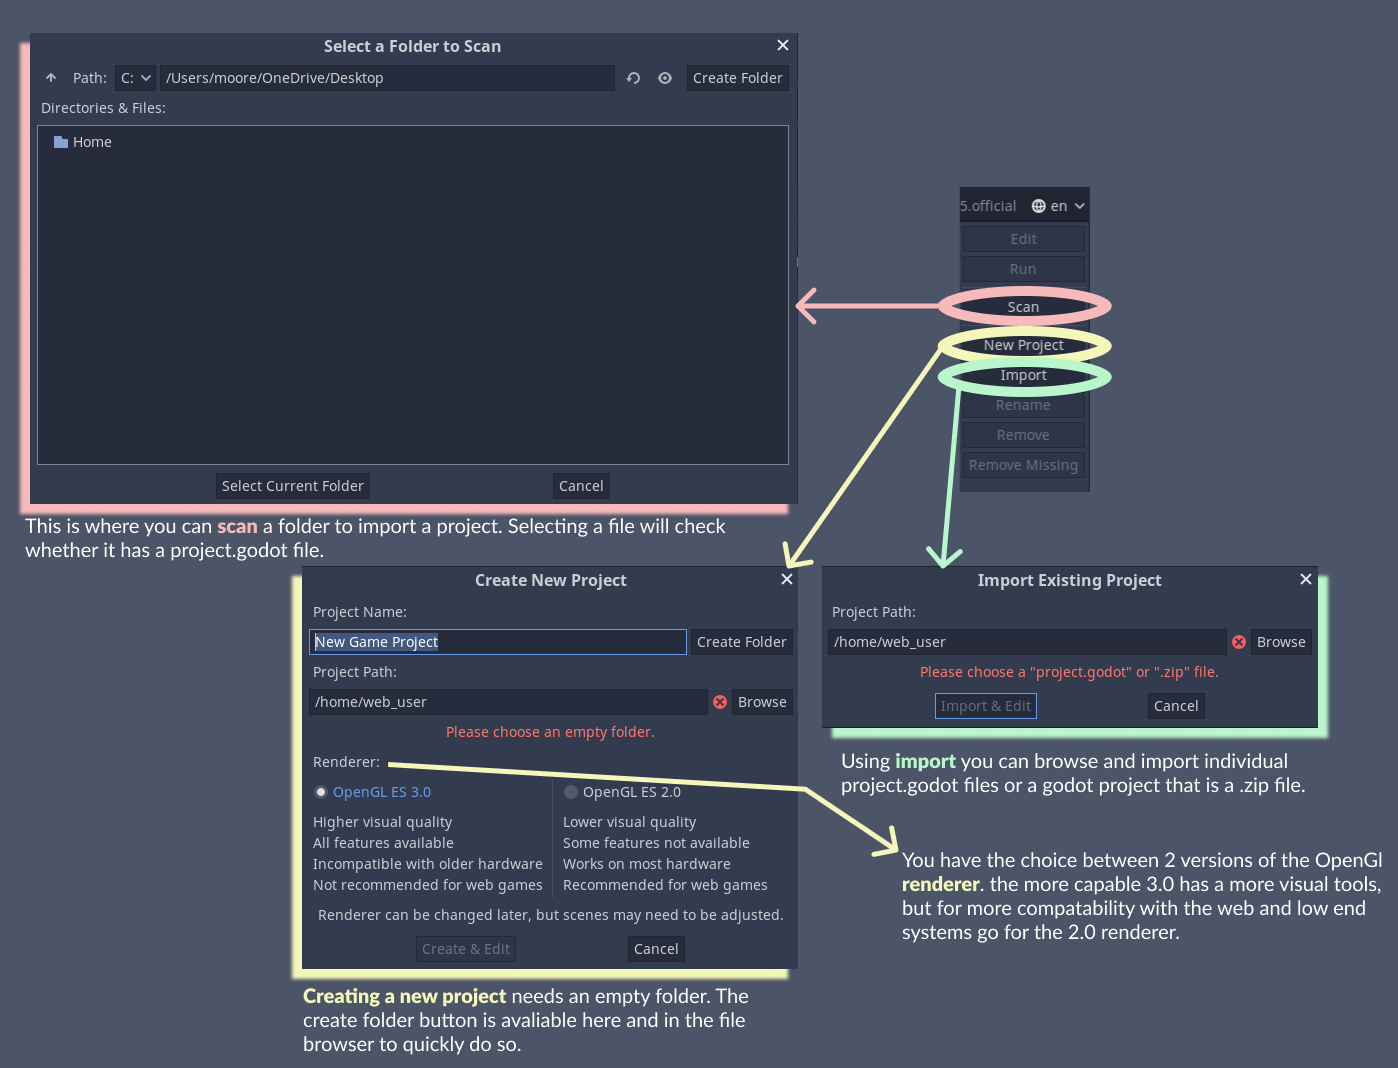 Select a Folder to Scan
Path: C: /Users/moore/OneDrive/Desktop Create Folder
Directories & Files:
Home
Select Current Folder Cancel
This is where you can scan a folder to import a project. Selecting a file will check
whether it has a project.godot file.
5.official en
Edit
Run
Scan
New Project
Import
Rename
Remove
Remove Missing
Create New Project
Project Name:
New Game Project Create Folder
Project Path:
/home/web_user Browse
Please choose an empty folder.
Renderer:
OpenGL ES 3.0 OpenGL ES 2.0
Higher visual quality Lower visual quality
All features available Some features not available
Incompatible with older hardware Works on most hardware
Not recommended for web games Recommended for web games
Renderer can be changed later, but scenes may need to be adjusted.
Create & Edit Cancel
Creating a new project needs an empty folder. The
create folder button is avaliable here and in the file
browser to quickly do so.
Import Existing Project
Project Path:
/home/web_user Browse
Please choose a "project.godot" or ".zip" file.
Import & Edit Cancel
Using import you can browse and import individual
project.godot files or a godot project that is a .zip file.
You have the choice between 2 versions of the OpenGl
renderer. the more capable 3.0 has a more visual tools,
but for more compatability with the web and low end
systems go for the 2.0 renderer.